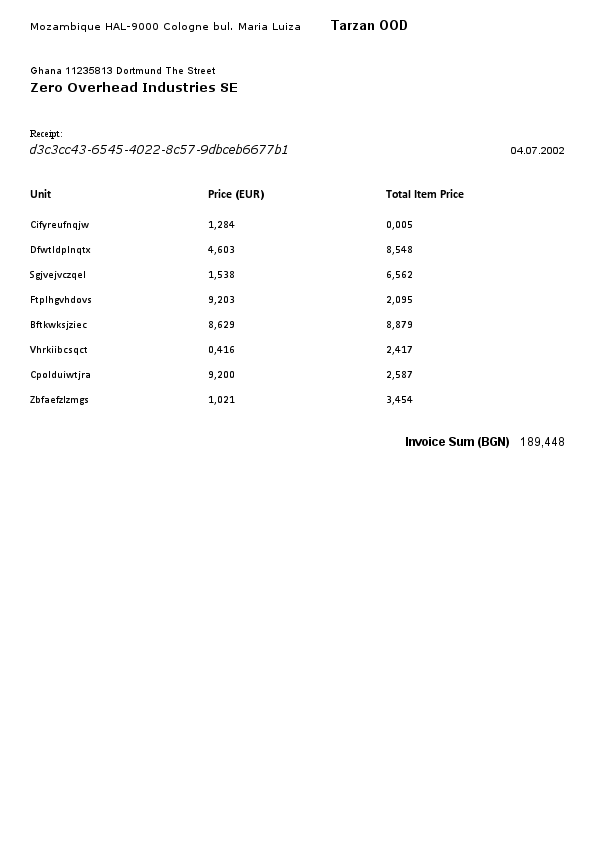 Mozambique HAL-9000 Cologne bul. Maria Luiza Tarzan OOD
Ghana 11235813 Dortmund The Street
Zero Overhead Industries SE
Receipt:
d3c3cc43-6545-4022-8c57-9dbceb6677b1 04.07.2002
Unit Price (EUR) Total Item Price
Cifyreufnqjw 1,284 0,005
Dfwtldplnqtx 4,603 8,548
Sgjvejvczqel 1,538 6,562
Ftplhgvhdovs 9,203 2,095
Bftkwksjziec 8,629 8,879
Vhrkiibcsqct 0,416 2,417
Cpolduiwtjra 9,200 2,587
Zbfaefzlzmgs 1,021 3,454
Invoice Sum (BGN) 189,448